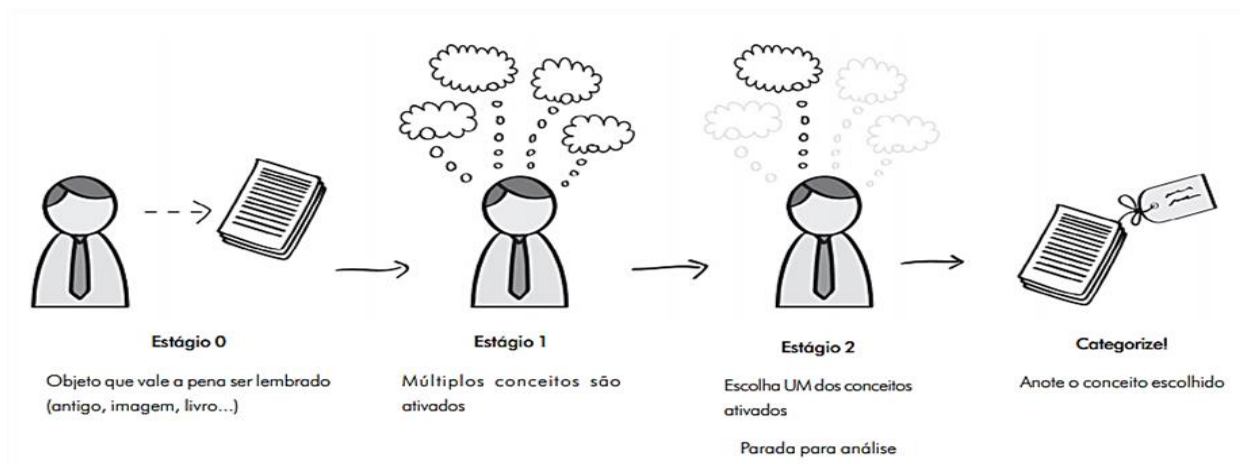 Estágio 0
Objeto que vale a pena ser lembrado
(antigo, imagem, livro...)
Estágio 1
Múltiplos conceitos são
ativados
Estágio 2
Escolha UM dos conceitos
ativados
Parada para análise
Categorize!
Anote o conceito escolhido